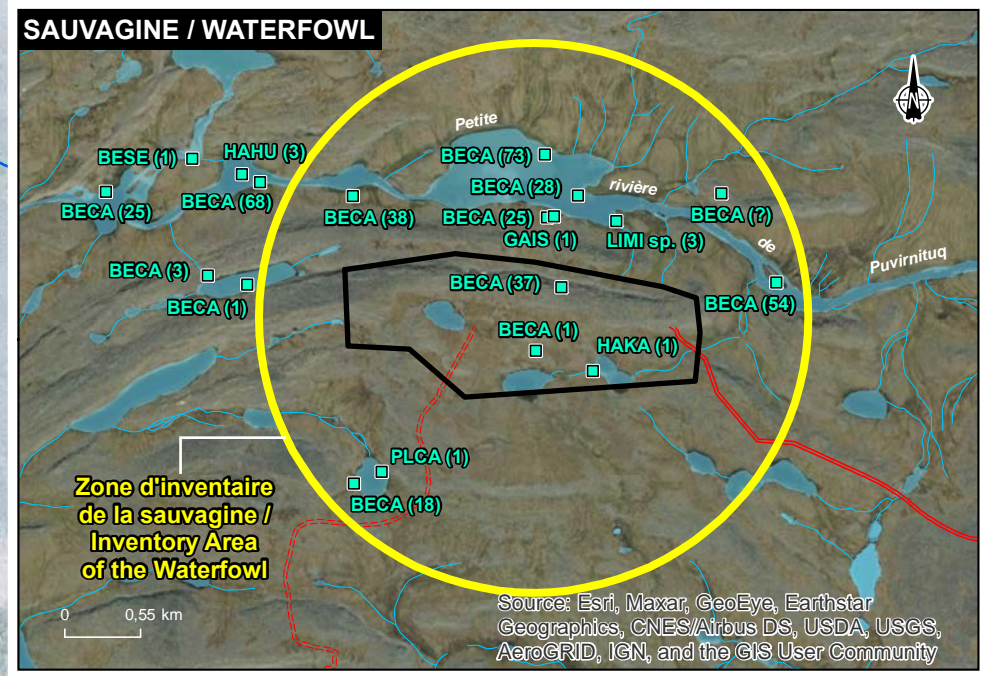 SAUVAGINE / WATERFOWL
N
Petite
BESE (1)
HAHU (3)
BECA (73)
BECA (25)
BECA (68)
BECA (28)
rivière
BECA (38)
BECA (25)
BECA (?)
GAIS (1)
LIMI sp. (3)
de
Puvirnituq
BECA (3)
BECA (37)
BECA (1)
BECA (54)
BECA (1)
HAKA (1)
PLCA (1)
BECA (18)
Zone d'inventaire
de la sauvagine /
Inventory Area
of the Waterfowl
0 0,55 km
Source: Esri, Maxar, GeoEye, Earthstar
Geographics, CNES/Airbus DS, USDA, USGS,
AeroGRID, IGN, and the GIS User Community